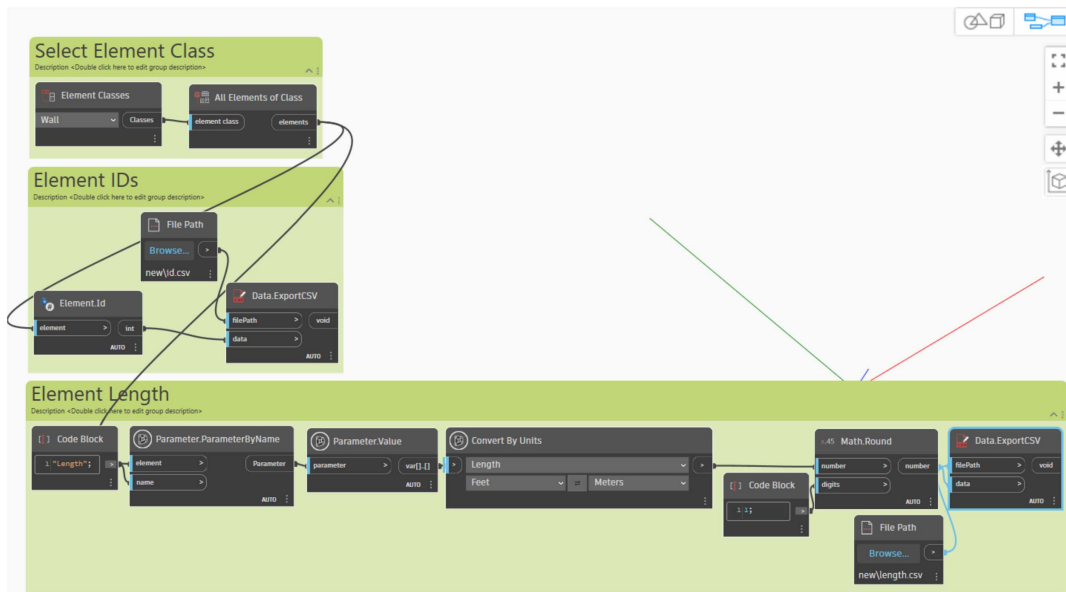 Select Element Class
Description <Double click here to edit group description>
Element Classes
Wall
Classes
All Elements of Class
element class
elements
Element IDs
Description <Double click here to edit group description>
File Path
Browse...
>
new\id.csv
Element.Id
element >
int
AUTO
Data.ExportCSV
filePath >
void
data >
AUTO
Element Length
Description <Double click here to edit group description>
Code Block
1 "Length";
>
Parameter.ParameterByName
element >
Parameter
name >
AUTO
Parameter.Value
parameter >
var[]..[]
AUTO
Convert By Units
>
Length
>
Feet
Meters
Code Block
1 1;
>
.45 Math.Round
number >
number
digits >
AUTO
Data.ExportCSV
filePath >
void
data >
AUTO
File Path
Browse...
>
new\length.csv